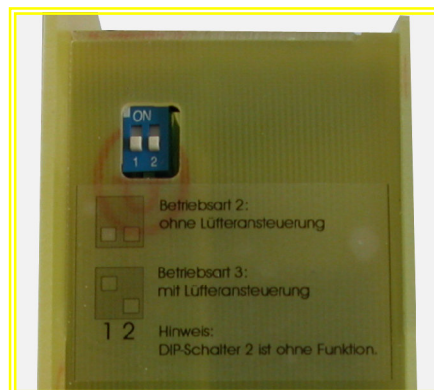 ON
1 2
Betriebsart 2:
ohne Lüfteransteuerung
Betriebsart 3:
mit Lüfteransteuerung
1 2
Hinweis:
DIP-Schalter 2 ist ohne Funktion.